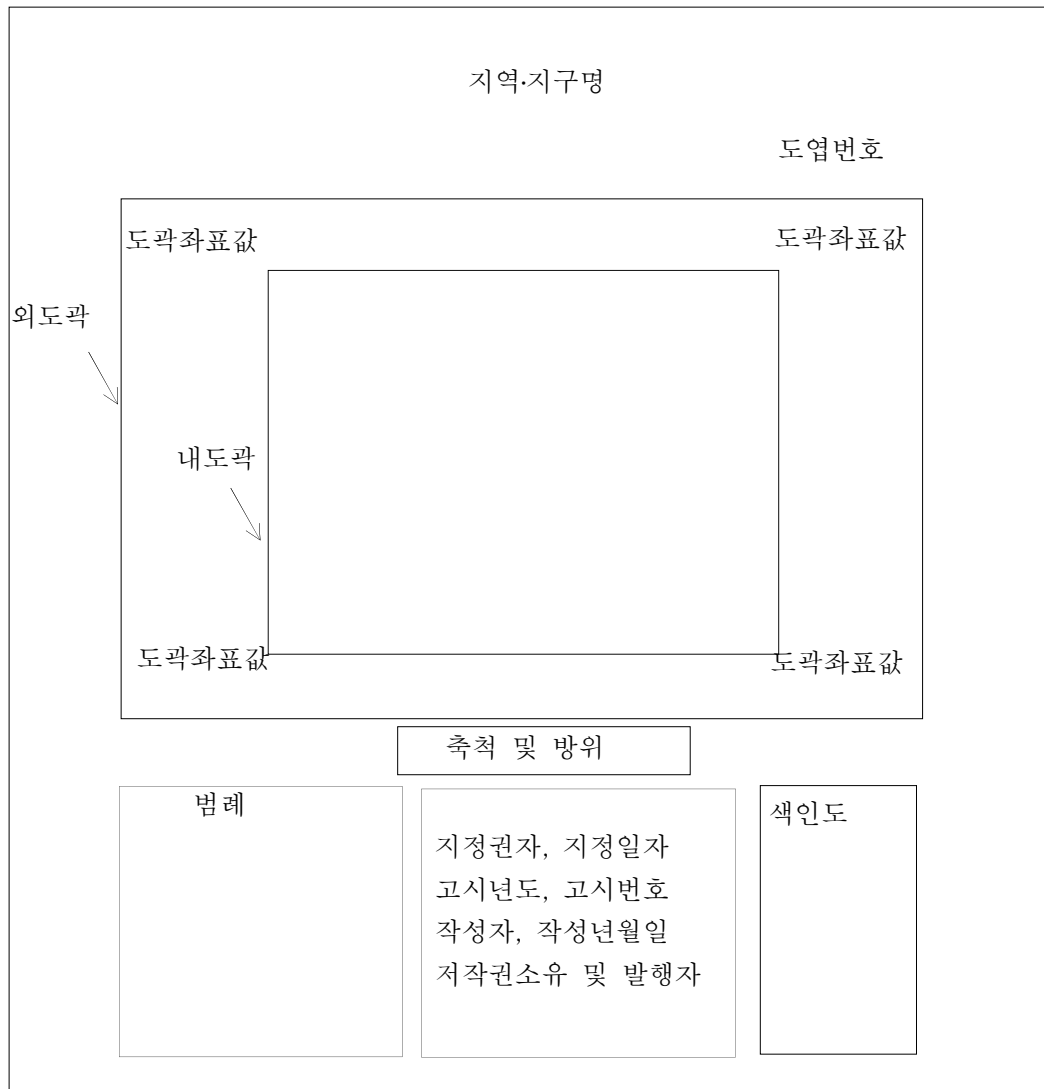 지역·지구명
도엽번호
도곽좌표값
도곽좌표값
외도곽
내도곽
도곽좌표값
도곽좌표값
축척 및 방위
범례
지정권자, 지정일자
고시년도, 고시번호
작성자, 작성년월일
저작권소유 및 발행자
색인도